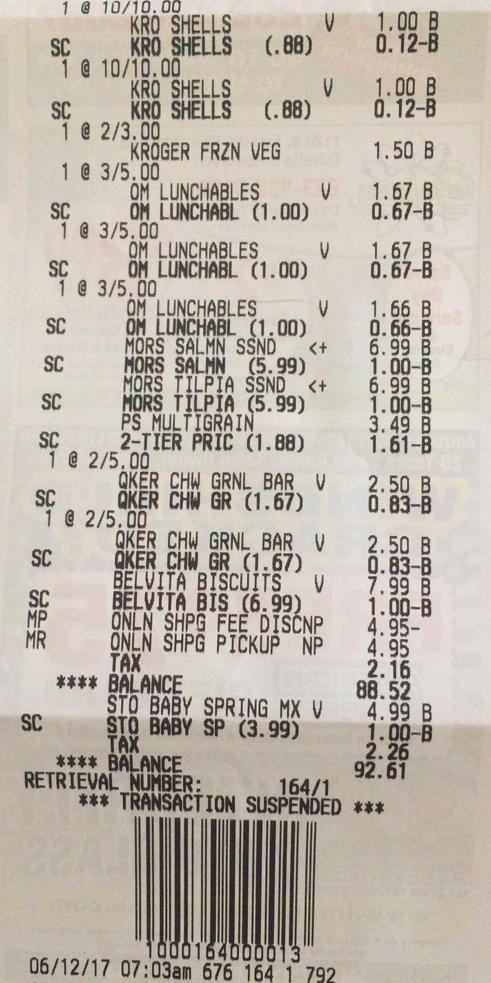 1 @ 10/10.00
KRO SHELLS V 1.00 B
SC KRO SHELLS (.88) 0.12-B
1 @ 10/10.00
KRO SHELLS V 1.00 B
SC KRO SHELLS (.88) 0.12-B
1 @ 2/3.00
KROGER FRZN VEG 1.50 B
1 @ 3/5.00
OM LUNCHABLES V 1.67 B
SC OM LUNCHABL (1.00) 0.67-B
1 @ 3/5.00
OM LUNCHABLES V 1.67 B
SC OM LUNCHABL (1.00) 0.67-B
1 @ 3/5.00
OM LUNCHABLES V 1.66 B
SC OM LUNCHABL (1.00) 0.66-B
MORS SALMN SSND <+ 6.99 B
SC MORS SALMN (5.99) 1.00-B
MORS TILPIA SSND <+ 6.99 B
SC MORS TILPIA (5.99) 1.00-B
PS MULTIGRAIN 3.49 B
SC 2-TIER PRIC (1.88) 1.61-B
1 @ 2/5.00
QKER CHW GRNL BAR V 2.50 B
SC QKER CHW GR (1.67) 0.83-B
1 @ 2/5.00
QKER CHW GRNL BAR V 2.50 B
SC QKER CHW GR (1.67) 0.83-B
BELVITA BISCUITS V 7.99 B
SC BELVITA BIS (6.99) 1.00-B
MP ONLN SHPG FEE DISCNP 4.95-
MR ONLN SHPG PICKUP NP 4.95
TAX 2.16
**** BALANCE 88.52
STO BABY SPRING MX V 4.99 B
SC STO BABY SP (3.99) 1.00-B
TAX 2.26
**** BALANCE 92.61
RETRIEVAL NUMBER: 164/1
*** TRANSACTION SUSPENDED ***
1000164000013
06/12/17 07:03am 676 164 1 792